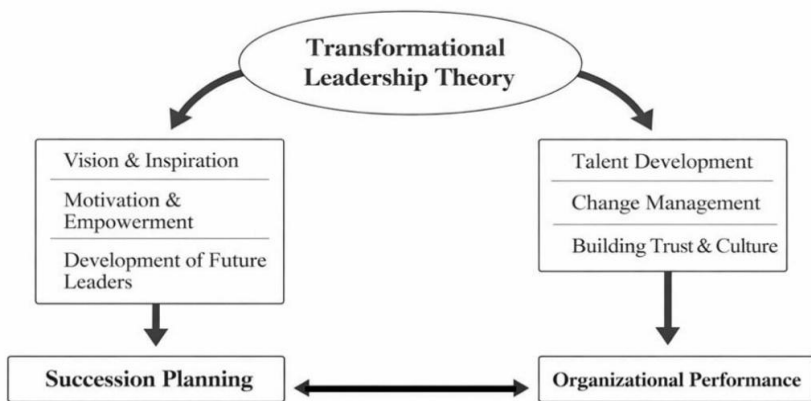 Transformational
Leadership Theory
Vision & Inspiration
Motivation &
Empowerment
Development of Future
Leaders
Talent Development
Change Management
Building Trust & Culture
Succession Planning
Organizational Performance